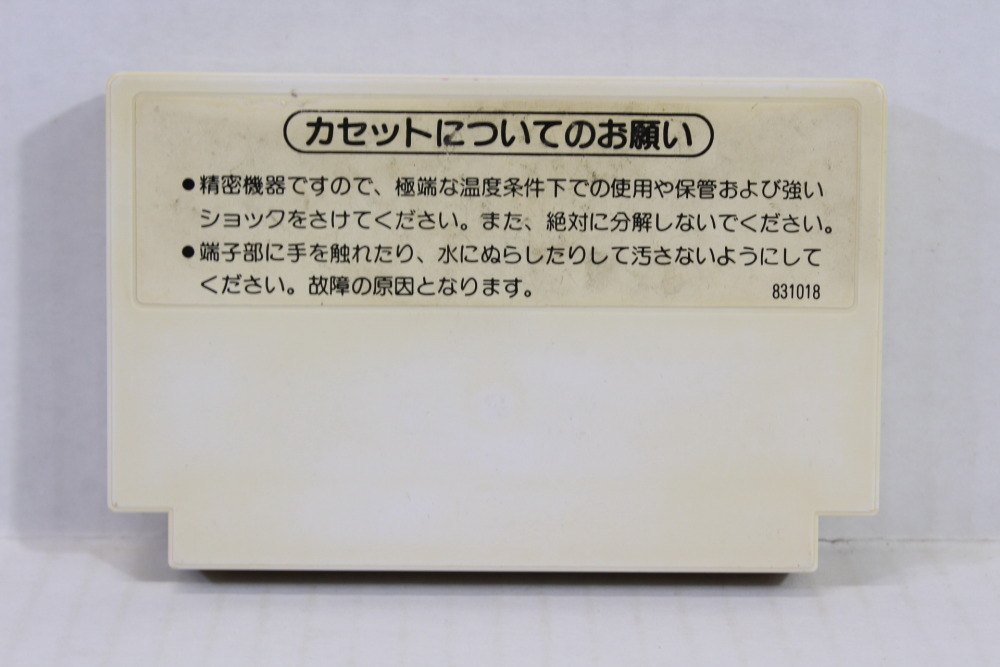 カセットについてのお願い
●精密機器ですので、極端な温度条件下での使用や保管および強い
ショックをさけてください。また、絶対に分解しないでください。
●端子部に手を触れたり、水にぬらしたりして汚さないようにして
ください。故障の原因となります。 831018